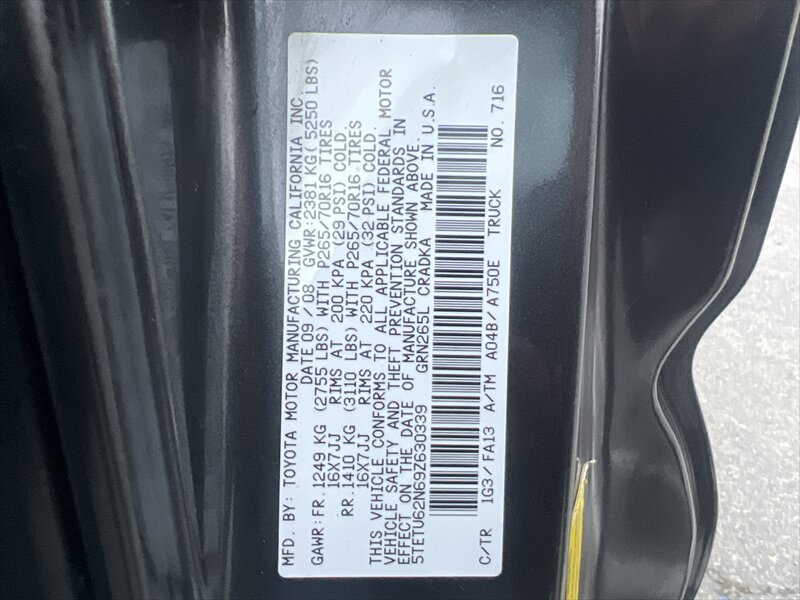 MFD. BY: TOYOTA MOTOR MANUFACTURING CALIFORNIA INC
DATE 09/08 GVWR:2381KG(5250 LBS)
GAWR:FR.1249 KG (2755 LBS) WITH P265/70R16 TIRES
16X7JJ RIMS AT 200 KPA (29 PSI) COLD.
RR.1410 KG (3110 LBS) WITH P265/70R16 TIRES
16X7JJ RIMS AT 220 KPA (32 PSI) COLD.
THIS VEHICLE CONFORMS TO ALL APPLICABLE FEDERAL MOTOR
VEHICLE SAFETY AND THEFT PREVENTION STANDARDS IN
EFFECT ON THE DATE OF MANUFACTURE SHOWN ABOVE.
5TETU62N69Z630339 GRN265L CRADKA MADE IN U.S.A.
C/TR 1G3/FA13 A/TM A04B/A750E TRUCK NO. 716